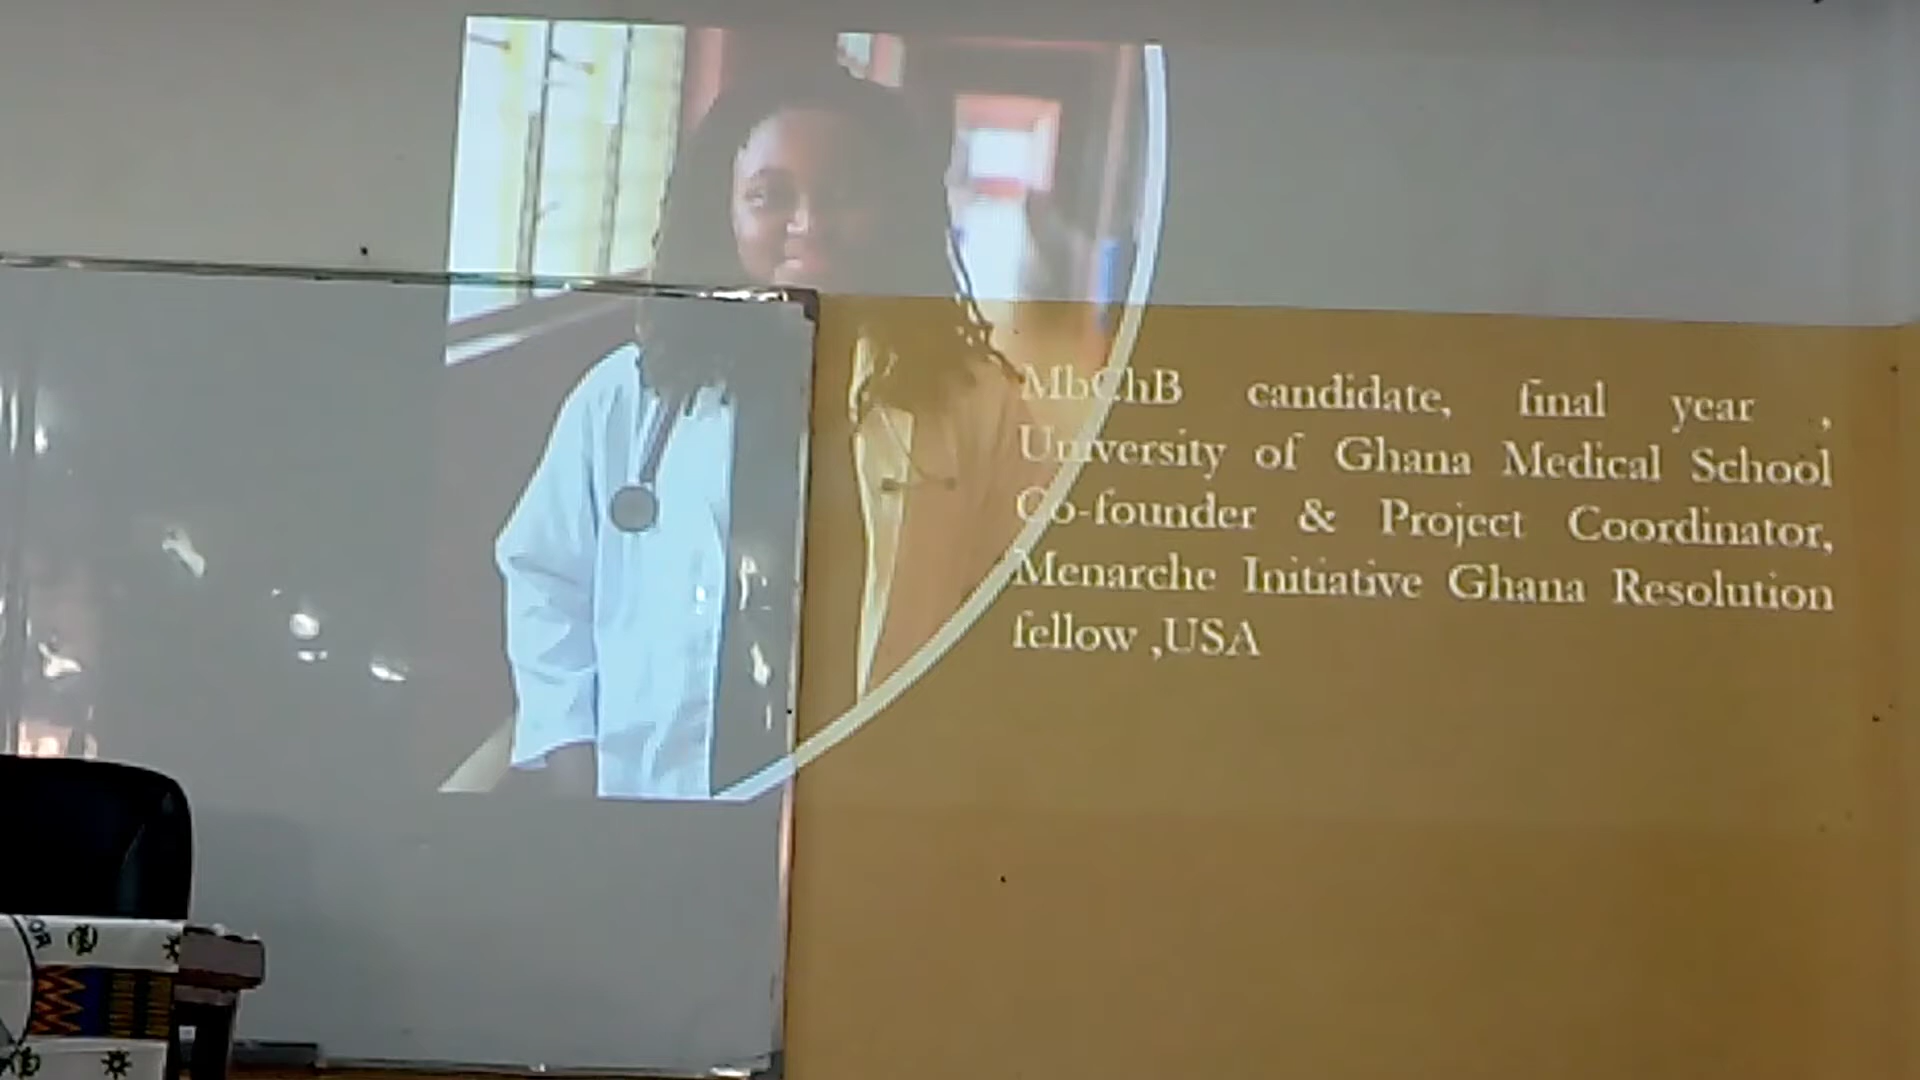 MbChB candidate, final year ,
University of Ghana Medical School
Co-founder & Project Coordinator,
Menarche Initiative Ghana Resolution
fellow ,USA
OR